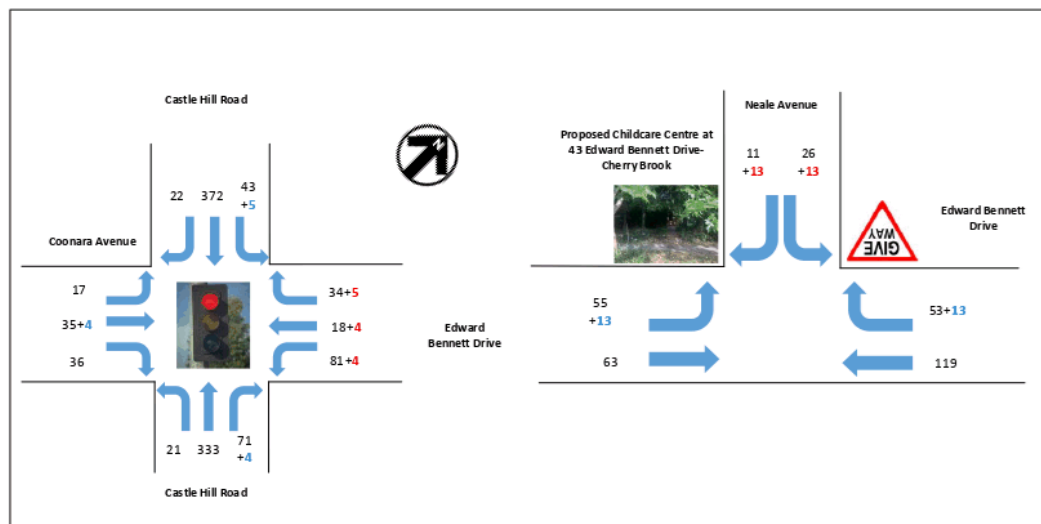 Castle Hill Road
22 372 43
+5
Coonara Avenue
17
35+4
36
34+5
18+4
81+4
Edward
Bennett Drive
21 333 71
+4
Castle Hill Road
N
Neale Avenue
Proposed Childcare Centre at
43 Edward Bennett Drive-
Cherry Brook
11 26
+13 +13
GIVE
WAY
Edward Bennett
Drive
55
+13
63
53+13
119